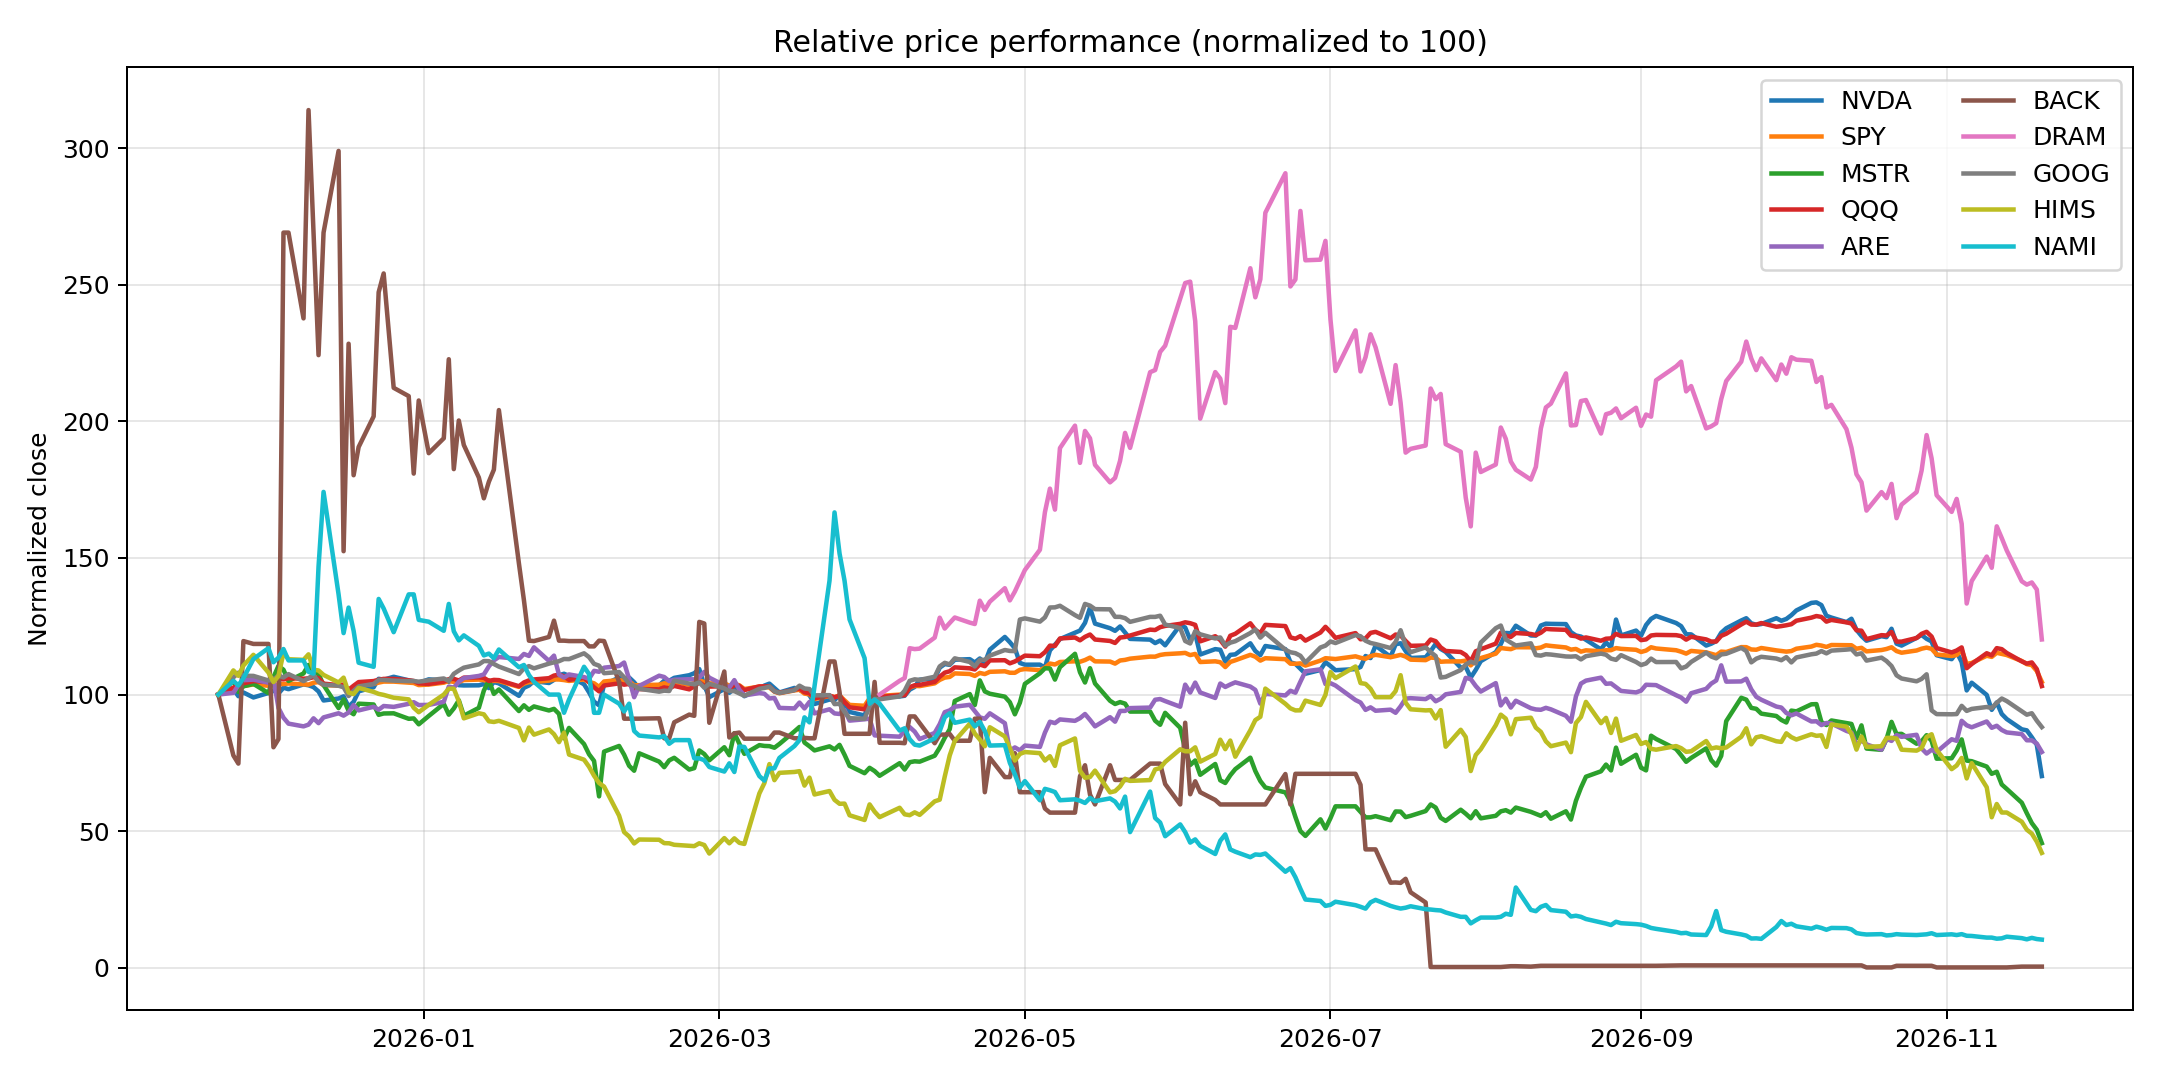 Relative price performance (normalized to 100)
Normalized close
300
250
200
150
100
50
0
2026-01
2026-03
2026-05
2026-07
2026-09
2026-11
NVDA
SPY
MSTR
QQQ
ARE
BACK
DRAM
GOOG
HIMS
NAMI